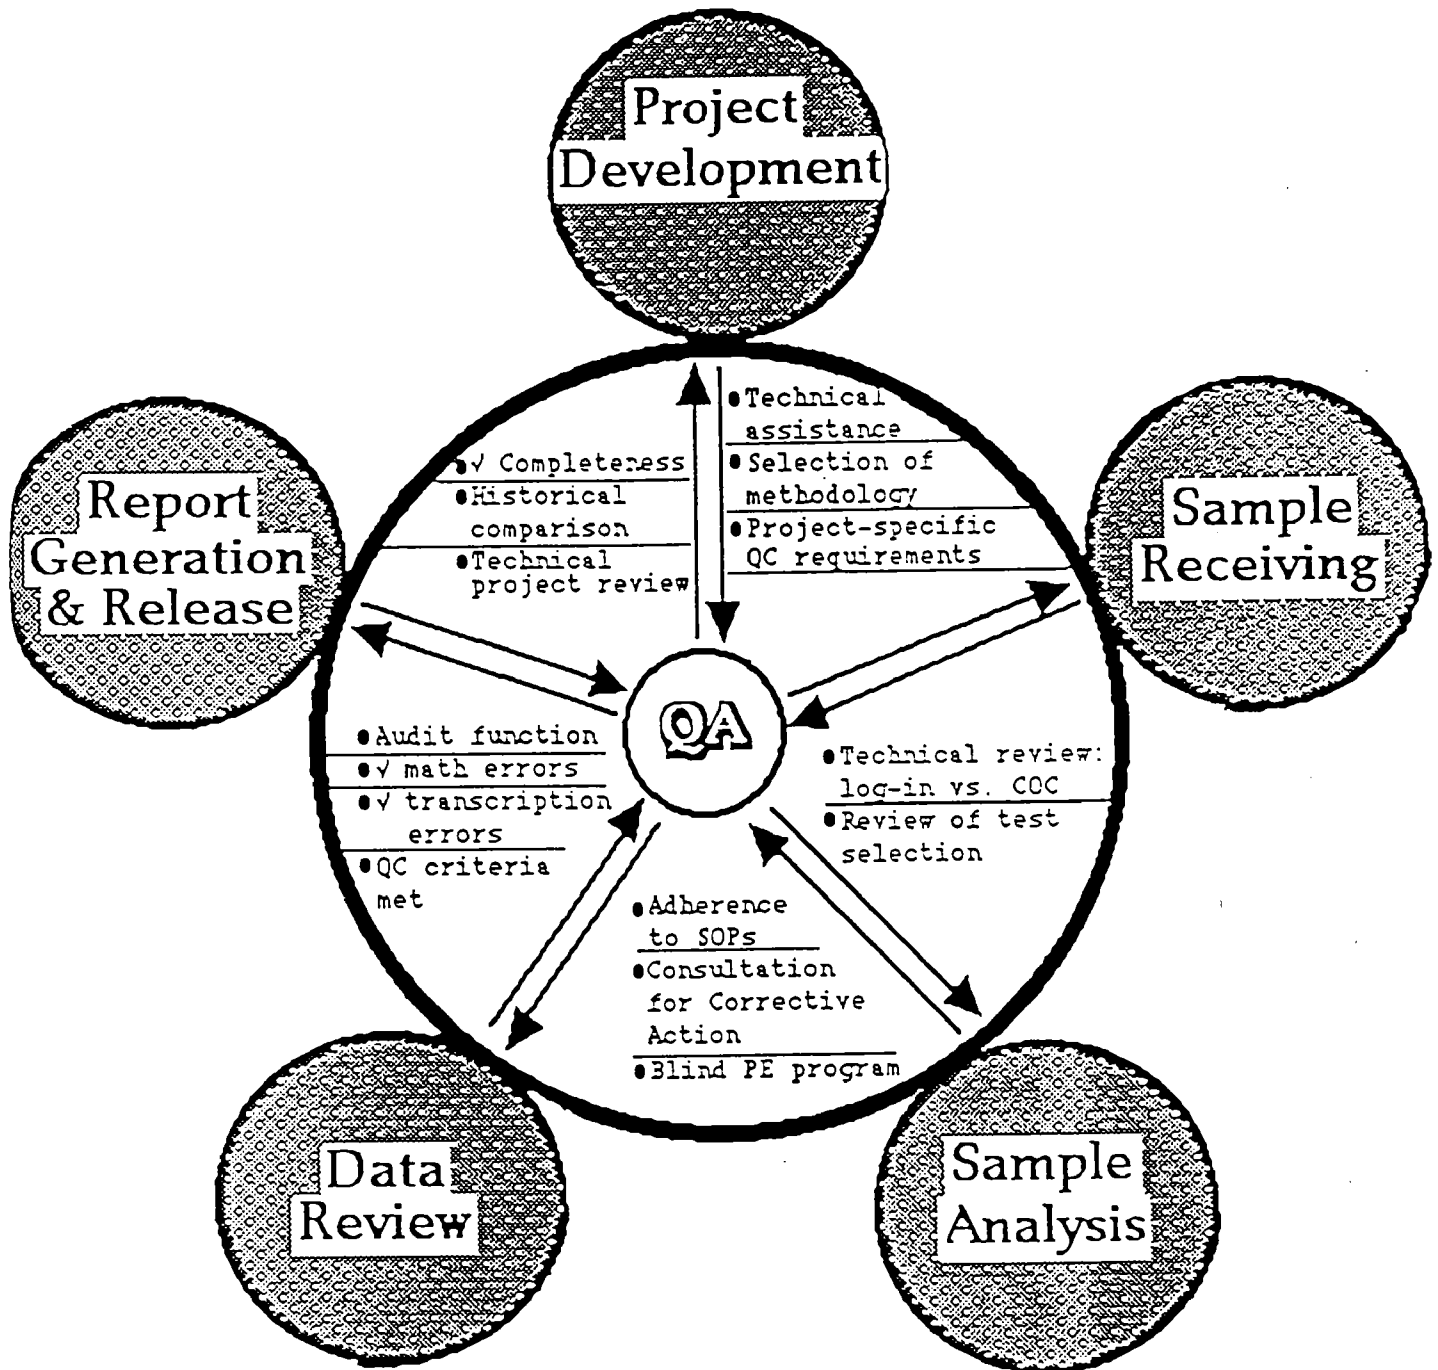 Project
Development
• Technical
assistance
• Selection of
methodology
• Project-specific
QC requirements
Sample
Receiving
• Technical review:
log-in vs. COC
• Review of test
selection
Sample
Analysis
• Adherence
to SOPs
• Consultation
for Corrective
Action
• Blind PE program
Data
Review
• Audit function
• √ math errors
• √ transcription
errors
• QC criteria
met
Report
Generation
& Release
• √ Completeness
• Historical
comparison
• Technical
project review
QA